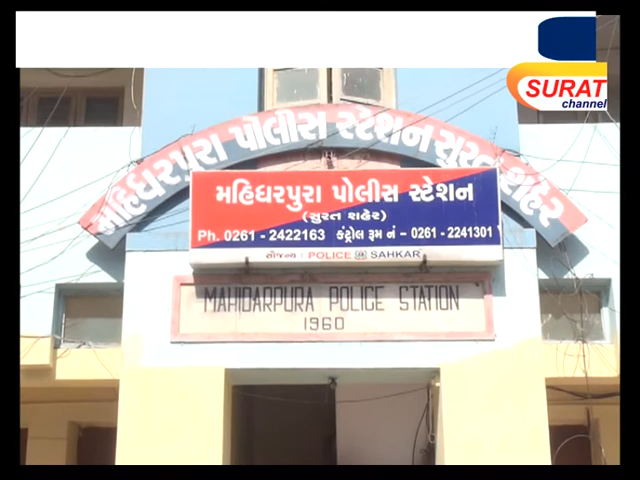 SURAT
channel
મહિધરપુરા પોલીસ સ્ટેશન સુરત શહેર
મહિધરપુરા પોલીસ સ્ટેશન
(સુરત શહેર)
Ph. 0261 - 2422163 કંટ્રોલ રૂમ નં - 0261 - 2241301
સૌજન્ય : POLICE SAHKAR
MAHIDARPURA POLICE STATION
1960